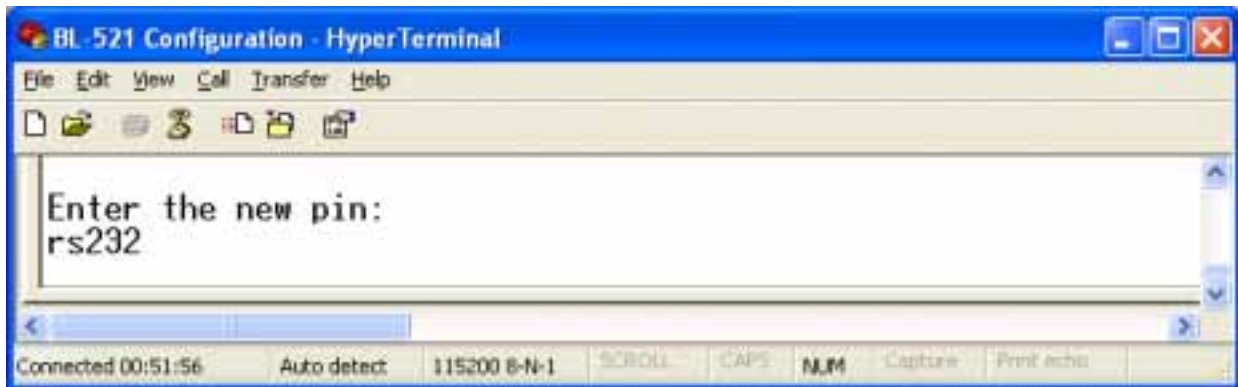 BL-521 Configuration - HyperTerminal
File Edit View Call Transfer Help
Enter the new pin:
rs232
Connected 00:51:56 Auto detect 115200 8-N-1 SCROLL CAPS NUM Capture Print echo